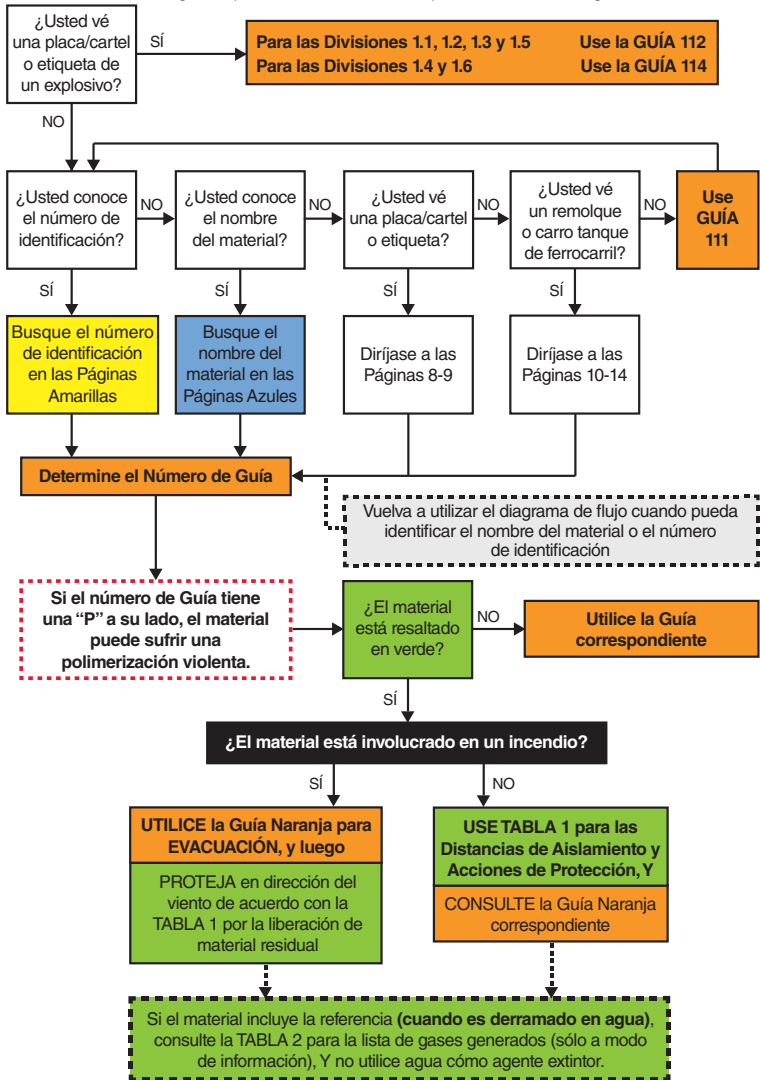 ¿Usted vé
una placa/cartel
o etiqueta de
un explosivo?
SÍ
Para las Divisiones 1.1, 1.2, 1.3 y 1.5 Use la GUÍA 112
Para las Divisiones 1.4 y 1.6 Use la GUÍA 114
NO
¿Usted conoce
el número de
identificación?
NO
¿Usted conoce
el nombre
del material?
NO
¿Usted vé
una placa/cartel
o etiqueta?
NO
¿Usted vé
un remolque
o carro tanque
de ferrocarril?
NO
Use
GUÍA
111
SÍ
SÍ
SÍ
SÍ
Busque el número
de identificación
en las Páginas
Amarillas
Busque el
nombre del
material en las
Páginas Azules
Diríjase a las
Páginas 8-9
Diríjase a las
Páginas 10-14
Determine el Número de Guía
Vuelva a utilizar el diagrama de flujo cuando pueda
identificar el nombre del material o el número
de identificación
Si el número de Guía tiene
una “P” a su lado, el material
puede sufrir una
polimerización violenta.
¿El material
está resaltado
en verde?
NO
Utilice la Guía
correspondiente
SÍ
¿El material está involucrado en un incendio?
SÍ
NO
UTILICE la Guía Naranja para
EVACUACIÓN, y luego
PROTEJA en dirección del
viento de acuerdo con la
TABLA 1 por la liberación de
material residual
USE TABLA 1 para las
Distancias de Aislamiento y
Acciones de Protección, Y
CONSULTE la Guía Naranja
correspondiente
Si el material incluye la referencia (cuando es derramado en agua),
consulte la TABLA 2 para la lista de gases generados (sólo a modo
de información), Y no utilice agua cómo agente extintor.